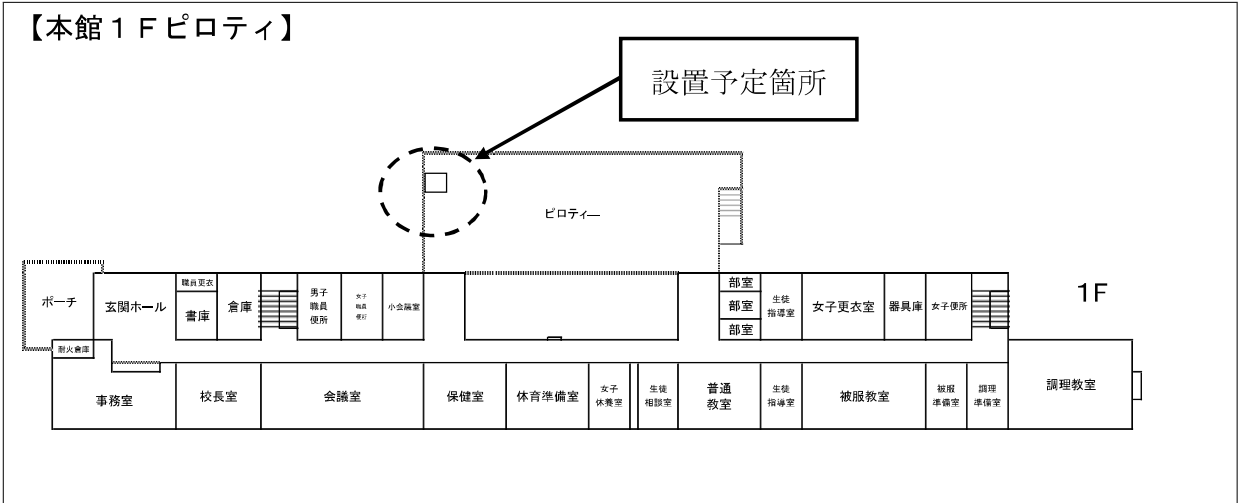 【本館１Ｆピロティ】
設置予定箇所
ピロティ―
1F
ポーチ
玄関ホール
職員更衣
書庫
倉庫
男子
職員
便所
女子
職員
便所
小会議室
部室
部室
部室
生徒
指導室
女子更衣室
器具庫
女子便所
耐火倉庫
事務室
校長室
会議室
保健室
体育準備室
女子
休養室
生徒
相談室
普通
教室
生徒
指導室
被服教室
被服
準備室
調理
準備室
調理教室